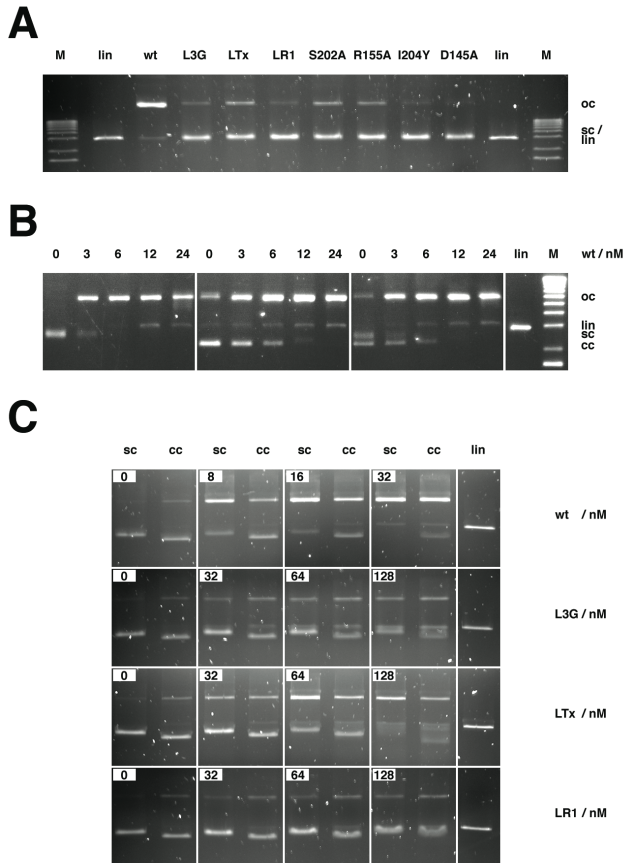 A
M lin wt L3G LTx LR1 S202A R155A I204Y D145A lin M
oc
sc /
lin
B
0 3 6 12 24 0 3 6 12 24 0 3 6 12 24 lin M wt / nM
oc
lin
sc
cc
C
sc cc sc cc sc cc sc cc lin
0 8 16 32
wt / nM
0 32 64 128
L3G / nM
0 32 64 128
LTx / nM
0 32 64 128
LR1 / nM